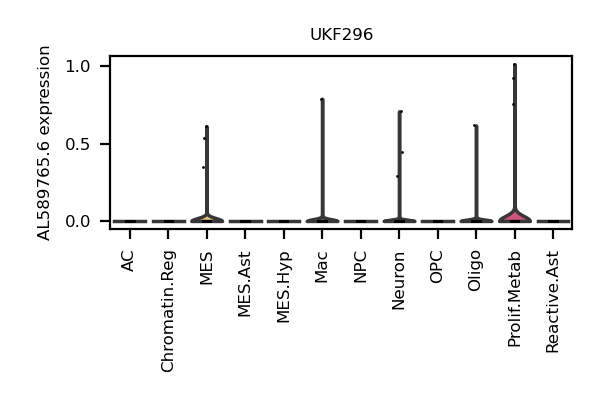 UKF296
AL589765.6 expression
1.0
0.5
0.0
AC
Chromatin.Reg
MES
MES.Ast
MES.Hyp
Mac
NPC
Neuron
OPC
Oligo
Prolif.Metab
Reactive.Ast